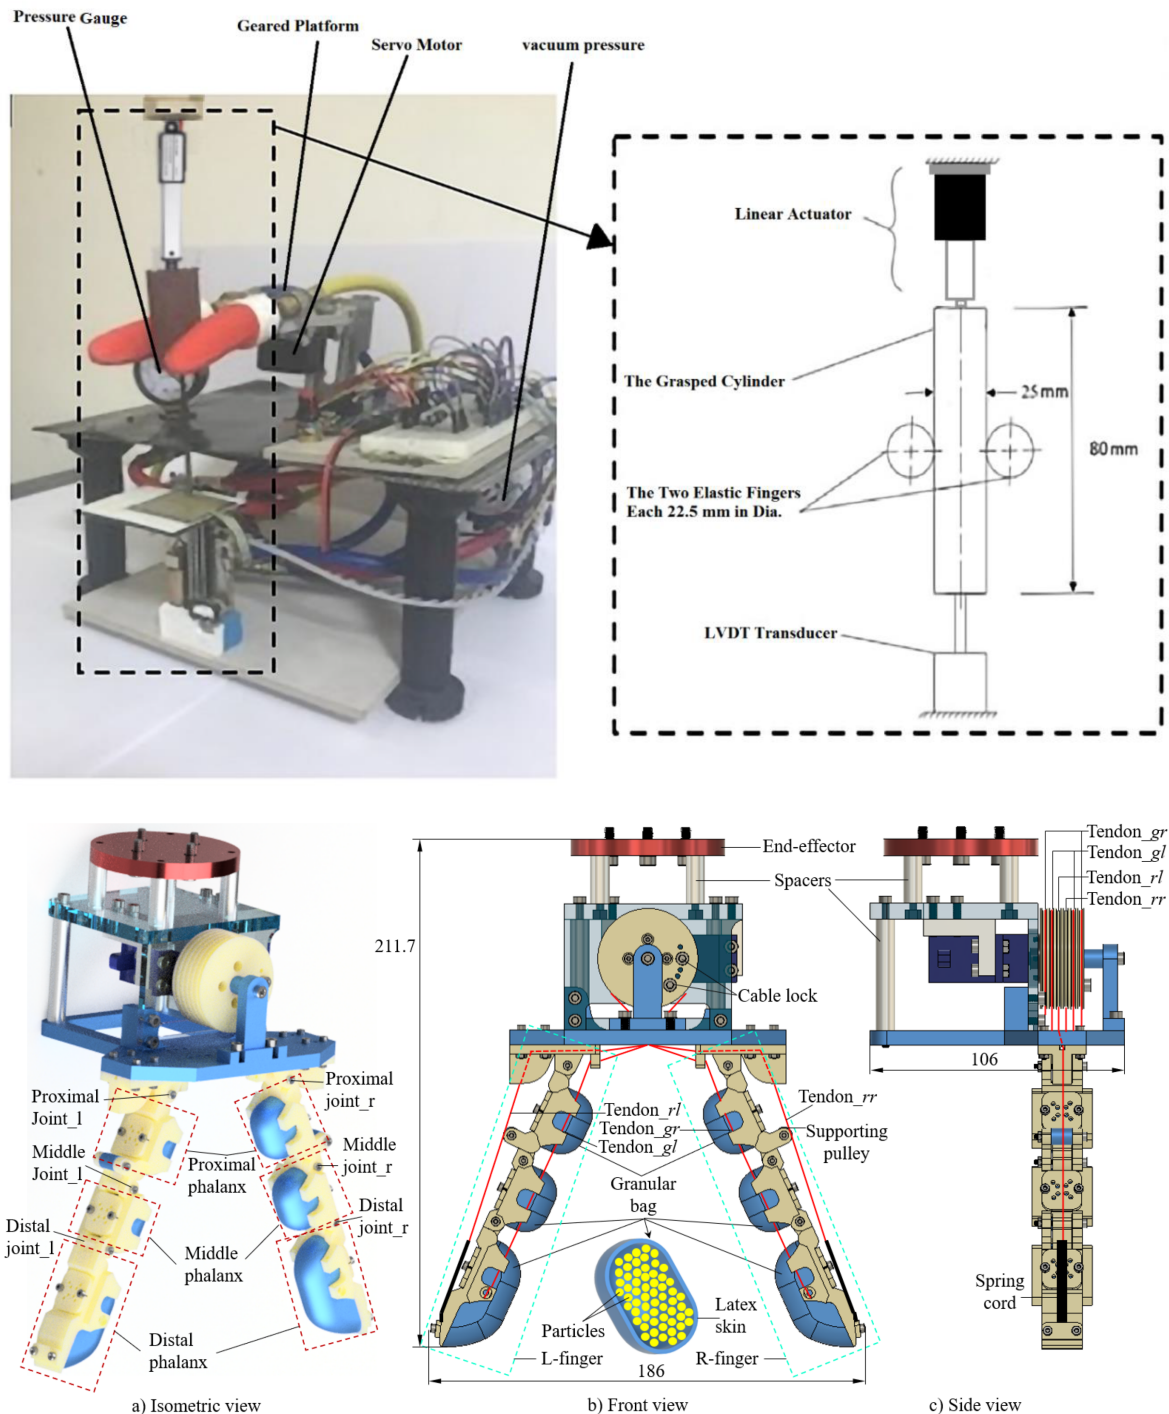 Pressure Gauge
Geared Platform
Servo Motor
vacuum pressure
Linear Actuator
The Grasped Cylinder
25mm
80mm
The Two Elastic Fingers
Each 22.5 mm in Dia.
LVDT Transducer
Proximal
Joint_l
Middle
Joint_l
Distal
joint_l
Proximal
joint_r
Middle
joint_r
Distal
joint_r
Proximal
phalanx
Middle
phalanx
Distal
phalanx
a) Isometric view
211.7
End-effector
Spacers
Cable lock
Tendon_rl
Tendon_gr
Tendon_gl
Tendon_rr
Supporting
pulley
Granular
bag
Particles
Latex
skin
L-finger
R-finger
186
b) Front view
Tendon_gr
Tendon_gl
Tendon_rl
Tendon_rr
106
Spring
cord
c) Side view